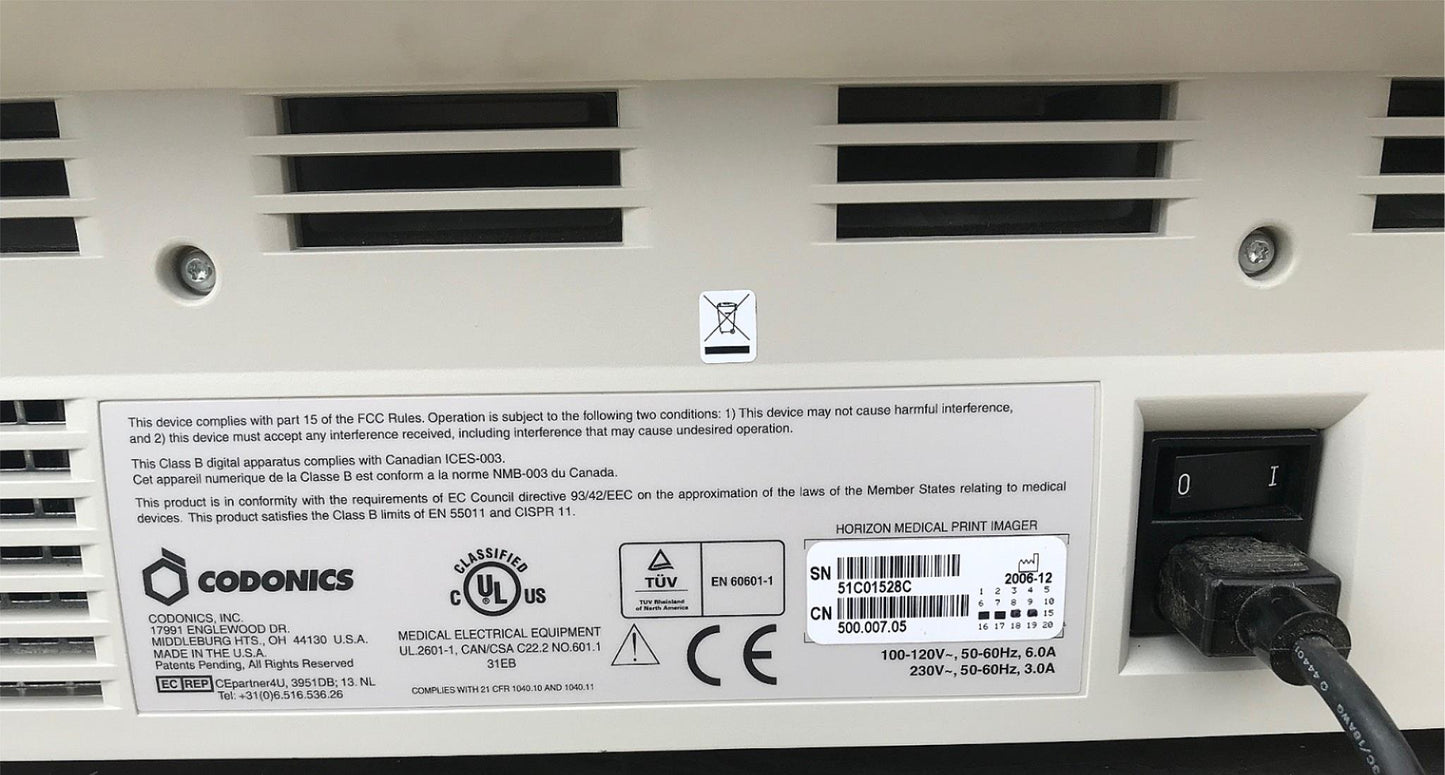 This device complies with part 15 of the FCC Rules. Operation is subject to the following two conditions: 1) This device may not cause harmful interference,
and 2) this device must accept any interference received, including interference that may cause undesired operation.
This Class B digital apparatus complies with Canadian ICES-003.
Cet appareil numerique de la Classe B est conform a la norme NMB-003 du Canada.
This product is in conformity with the requirements of EC Council directive 93/42/EEC on the approximation of the laws of the Member States relating to medical
devices. This product satisfies the Class B limits of EN 55011 and CISPR 11.
CODONICS
CODONICS, INC.
17991 ENGLEWOOD DR.
MIDDLEBURG HTS., OH 44130 U.S.A.
MADE IN THE U.S.A.
Patents Pending, All Rights Reserved
EC REP CEpartner4U, 3951DB; 13. NL
Tel: +31(0)6.516.536.26
CLASSIFIED
C UL US
MEDICAL ELECTRICAL EQUIPMENT
UL.2601-1, CAN/CSA C22.2 NO.601.1
31EB
COMPLIES WITH 21 CFR 1040.10 AND 1040.11
TÜV
TUV Rheinland
of North America
EN 60601-1
CE
HORIZON MEDICAL PRINT IMAGER
SN
51C01528C
CN
500.007.05
2006-12
1 2 3 4 5
6 7 8 9 10
15
16 17 18 19 20
100-120V~, 50-60Hz, 6.0A
230V~, 50-60Hz, 3.0A
O I
Q 44401
3C/18AWG